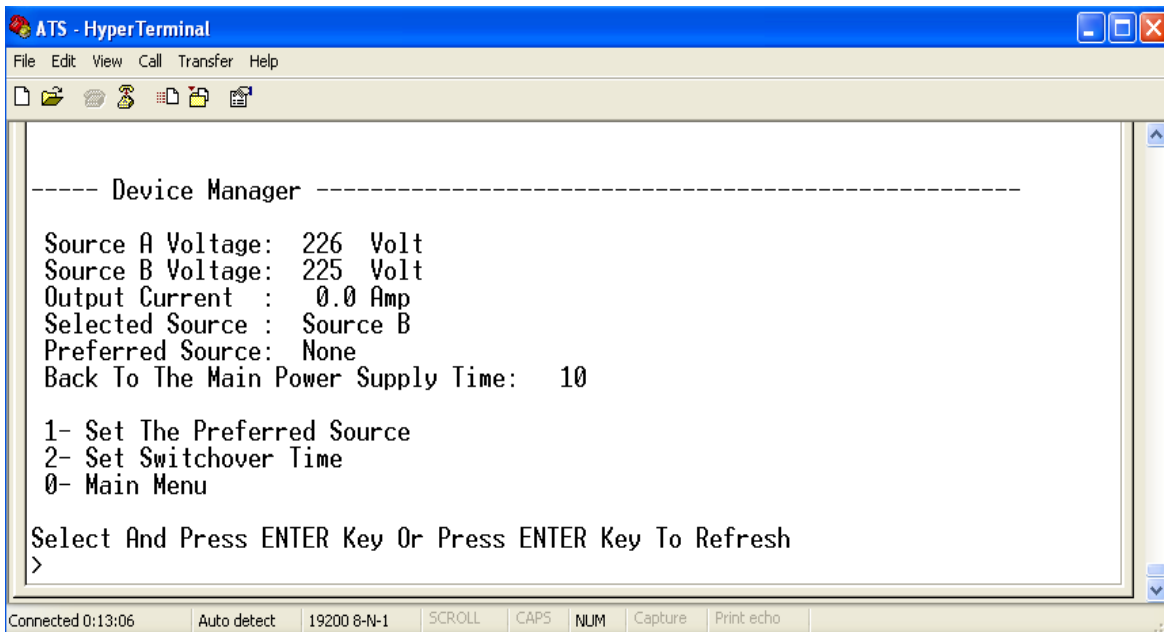 ATS - HyperTerminal
File Edit View Call Transfer Help
----- Device Manager ----------------------------------------------------
Source A Voltage: 226 Volt
Source B Voltage: 225 Volt
Output Current : 0.0 Amp
Selected Source : Source B
Preferred Source: None
Back To The Main Power Supply Time: 10
1- Set The Preferred Source
2- Set Switchover Time
0- Main Menu
Select And Press ENTER Key Or Press ENTER Key To Refresh
>
Connected 0:13:06 Auto detect 19200 8-N-1 SCROLL CAPS NUM Capture Print echo